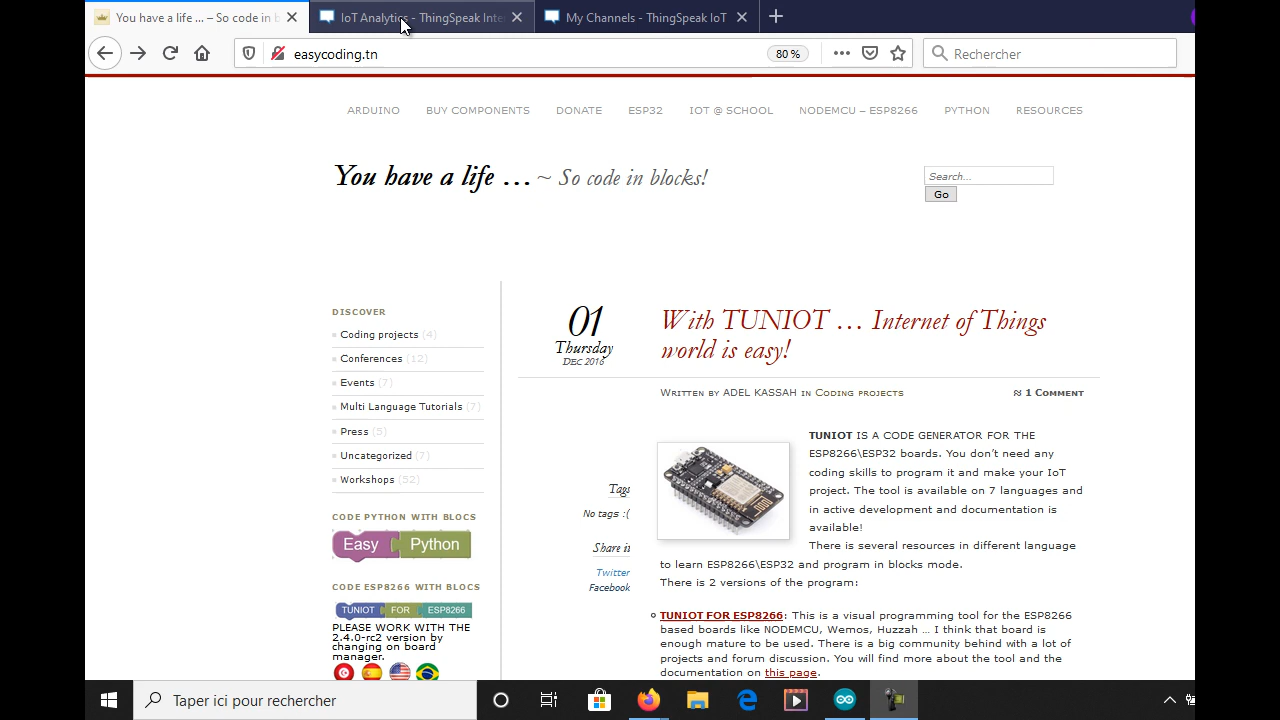 You have a life ... – So code in b
IoT Analytics - ThingSpeak Inte
My Channels - ThingSpeak IoT
easycoding.tn
80 %
Rechercher
ARDUINO BUY COMPONENTS DONATE ESP32 IOT @ SCHOOL NODEMCU – ESP8266 PYTHON RESOURCES
You have a life … ~ So code in blocks!
Search...
Go
DISCOVER
Coding projects (4)
Conferences (12)
Events (7)
Multi Language Tutorials (7)
Press (5)
Uncategorized (7)
Workshops (52)
CODE PYTHON WITH BLOCS
Easy Python
CODE ESP8266 WITH BLOCS
TUNIOT FOR ESP8266
PLEASE WORK WITH THE
2.4.0-rc2 version by
changing on board
manager.
01
Thursday
DEC 2016
With TUNIOT … Internet of Things
world is easy!
WRITTEN BY ADEL KASSAH IN CODING PROJECTS
≈ 1 COMMENT
Tags
No tags :(
Share it
Twitter
Facebook
TUNIOT IS A CODE GENERATOR FOR THE
ESP8266\ESP32 boards. You don’t need any
coding skills to program it and make your IoT
project. The tool is available on 7 languages and
in active development and documentation is
available!
There is several resources in different language
to learn ESP8266\ESP32 and program in blocks mode.
There is 2 versions of the program:
TUNIOT FOR ESP8266: This is a visual programming tool for the ESP8266
based boards like NODEMCU, Wemos, Huzzah … I think that board is
enough mature to be used. There is a big community behind with a lot of
projects and forum discussion. You will find more about the tool and the
documentation on this page.
Taper ici pour rechercher